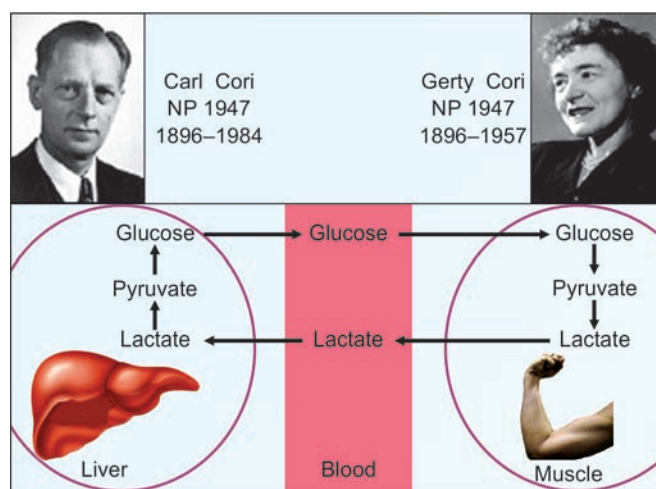 Carl Cori
NP 1947
1896–1984
Gerty Cori
NP 1947
1896–1957
Glucose
Glucose
Glucose
Pyruvate
Pyruvate
Lactate
Lactate
Lactate
Liver
Blood
Muscle